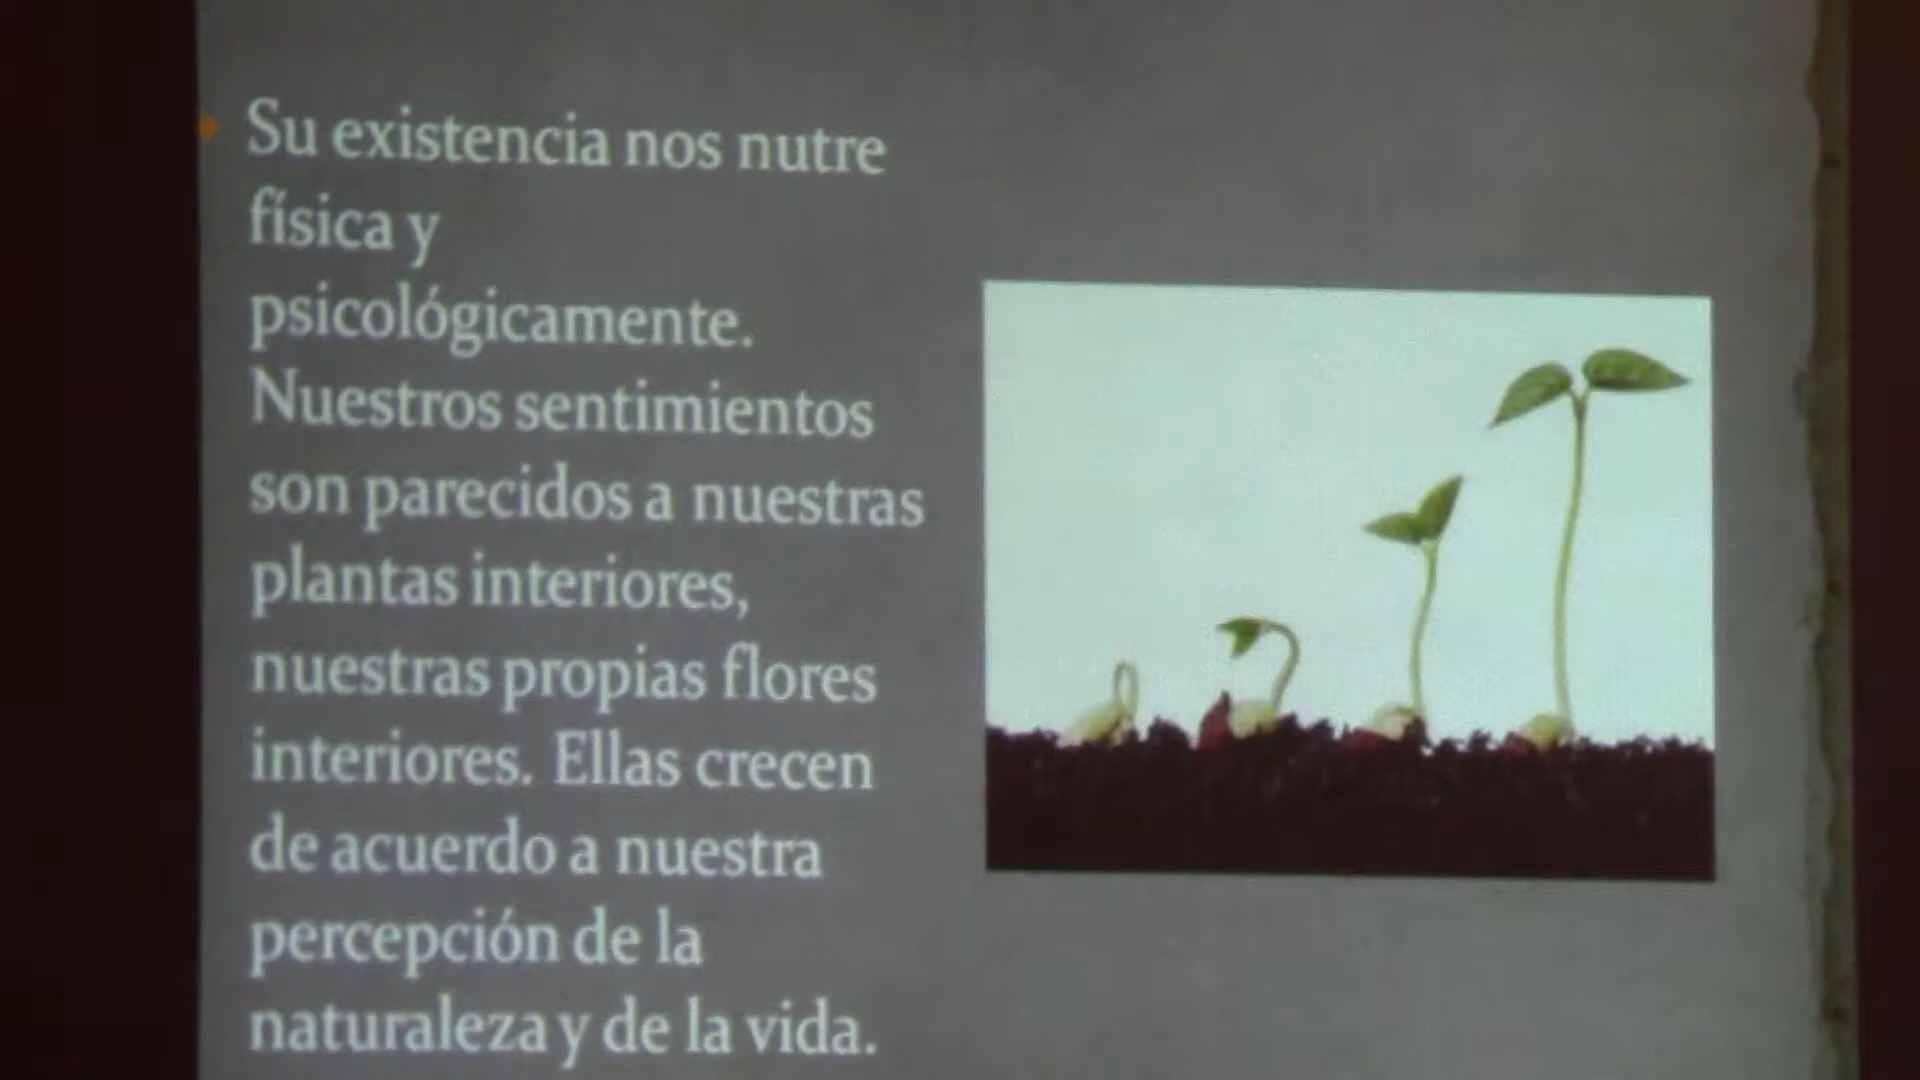 Su existencia nos nutre
física y
psicológicamente.
Nuestros sentimientos
son parecidos a nuestras
plantas interiores,
nuestras propias flores
interiores. Ellas crecen
de acuerdo a nuestra
percepción de la
naturaleza y de la vida.